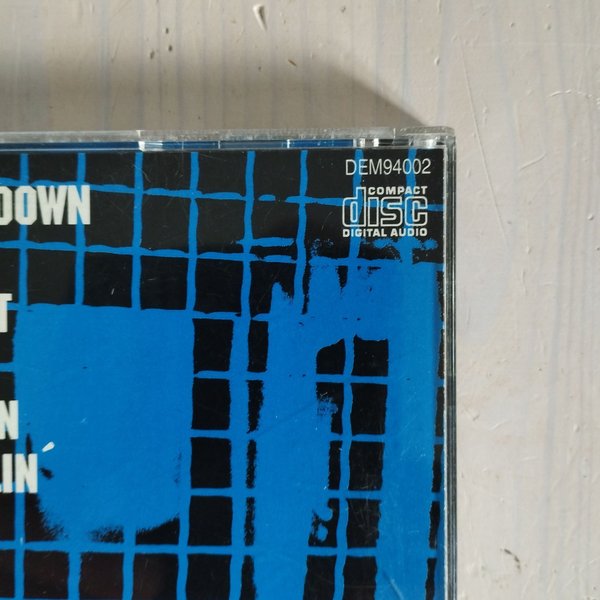 DEM94002
COMPACT
disc
DIGITAL AUDIO
DOWN
T
N
LIN´